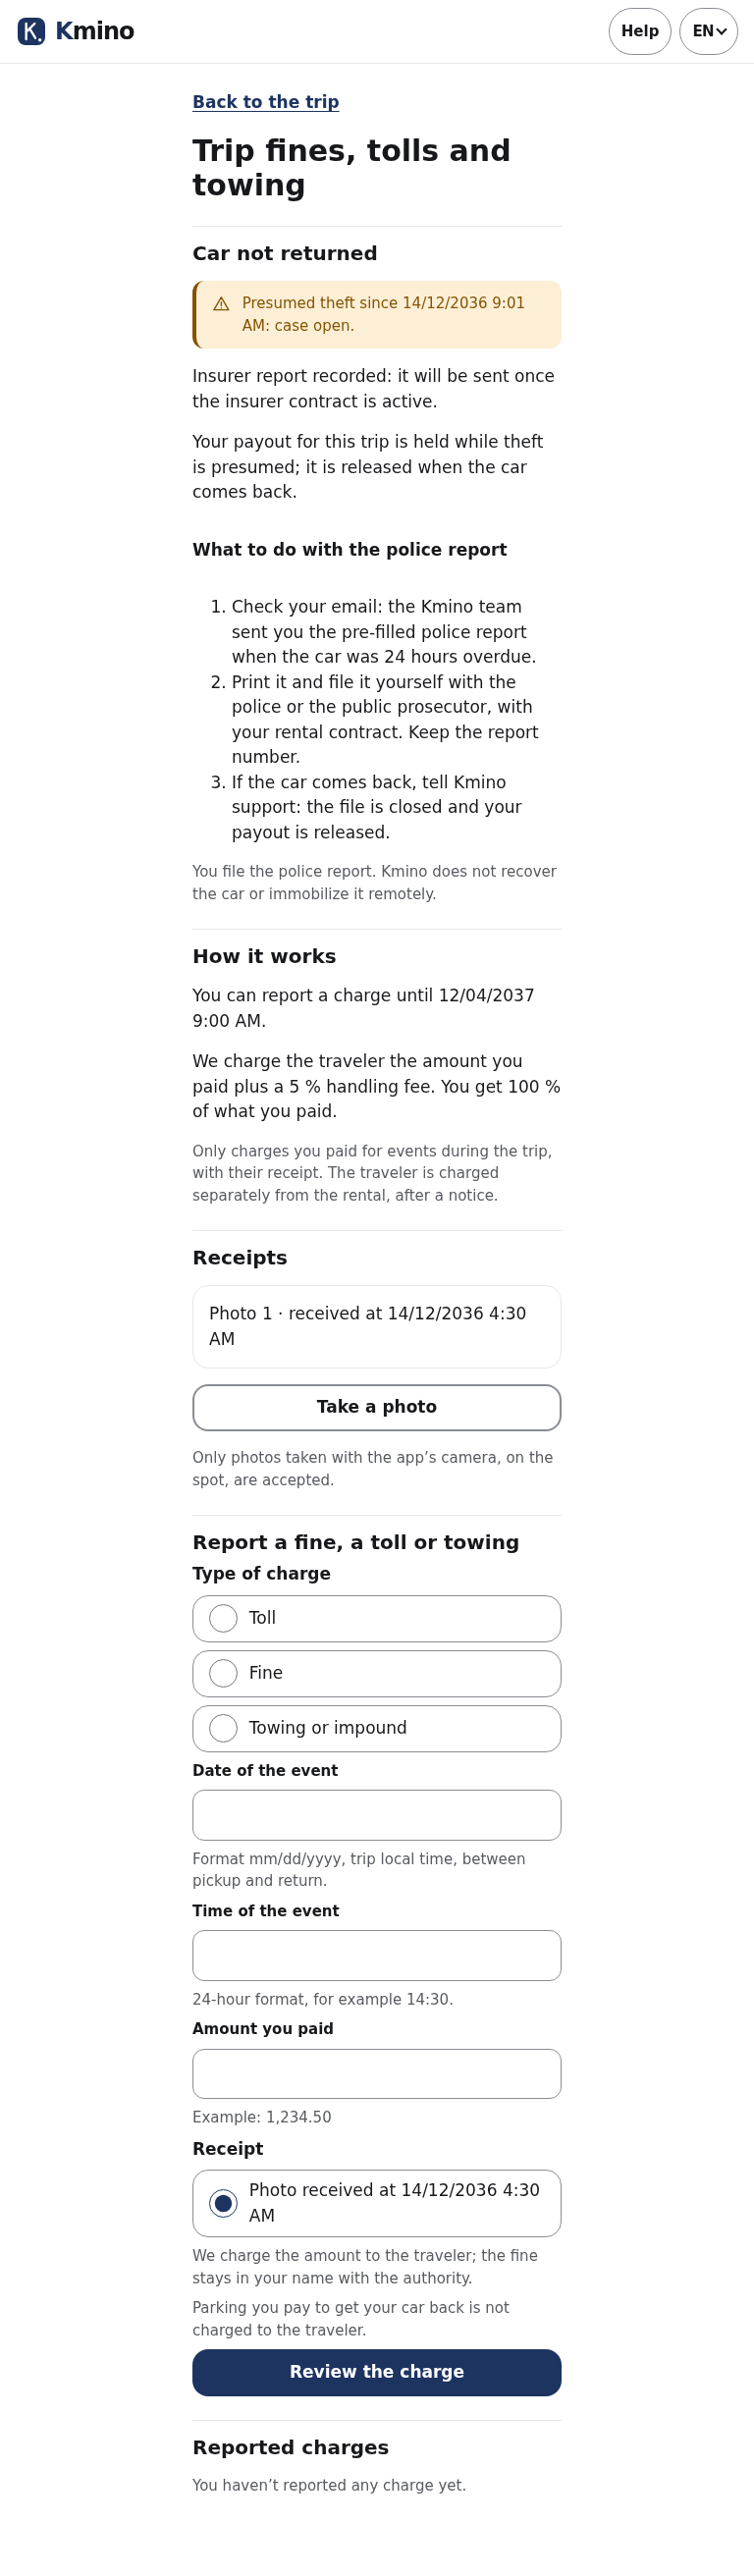 K Kmino
Help
EN
Back to the trip
Trip fines, tolls and
towing
Car not returned
Presumed theft since 14/12/2036 9:01
AM: case open.
Insurer report recorded: it will be sent once
the insurer contract is active.
Your payout for this trip is held while theft
is presumed; it is released when the car
comes back.
What to do with the police report
1. Check your email: the Kmino team
sent you the pre-filled police report
when the car was 24 hours overdue.
2. Print it and file it yourself with the
police or the public prosecutor, with
your rental contract. Keep the report
number.
3. If the car comes back, tell Kmino
support: the file is closed and your
payout is released.
You file the police report. Kmino does not recover
the car or immobilize it remotely.
How it works
You can report a charge until 12/04/2037
9:00 AM.
We charge the traveler the amount you
paid plus a 5 % handling fee. You get 100 %
of what you paid.
Only charges you paid for events during the trip,
with their receipt. The traveler is charged
separately from the rental, after a notice.
Receipts
Photo 1 · received at 14/12/2036 4:30
AM
Take a photo
Only photos taken with the app’s camera, on the
spot, are accepted.
Report a fine, a toll or towing
Type of charge
Toll
Fine
Towing or impound
Date of the event
Format mm/dd/yyyy, trip local time, between
pickup and return.
Time of the event
24-hour format, for example 14:30.
Amount you paid
Example: 1,234.50
Receipt
Photo received at 14/12/2036 4:30
AM
We charge the amount to the traveler; the fine
stays in your name with the authority.
Parking you pay to get your car back is not
charged to the traveler.
Review the charge
Reported charges
You haven’t reported any charge yet.